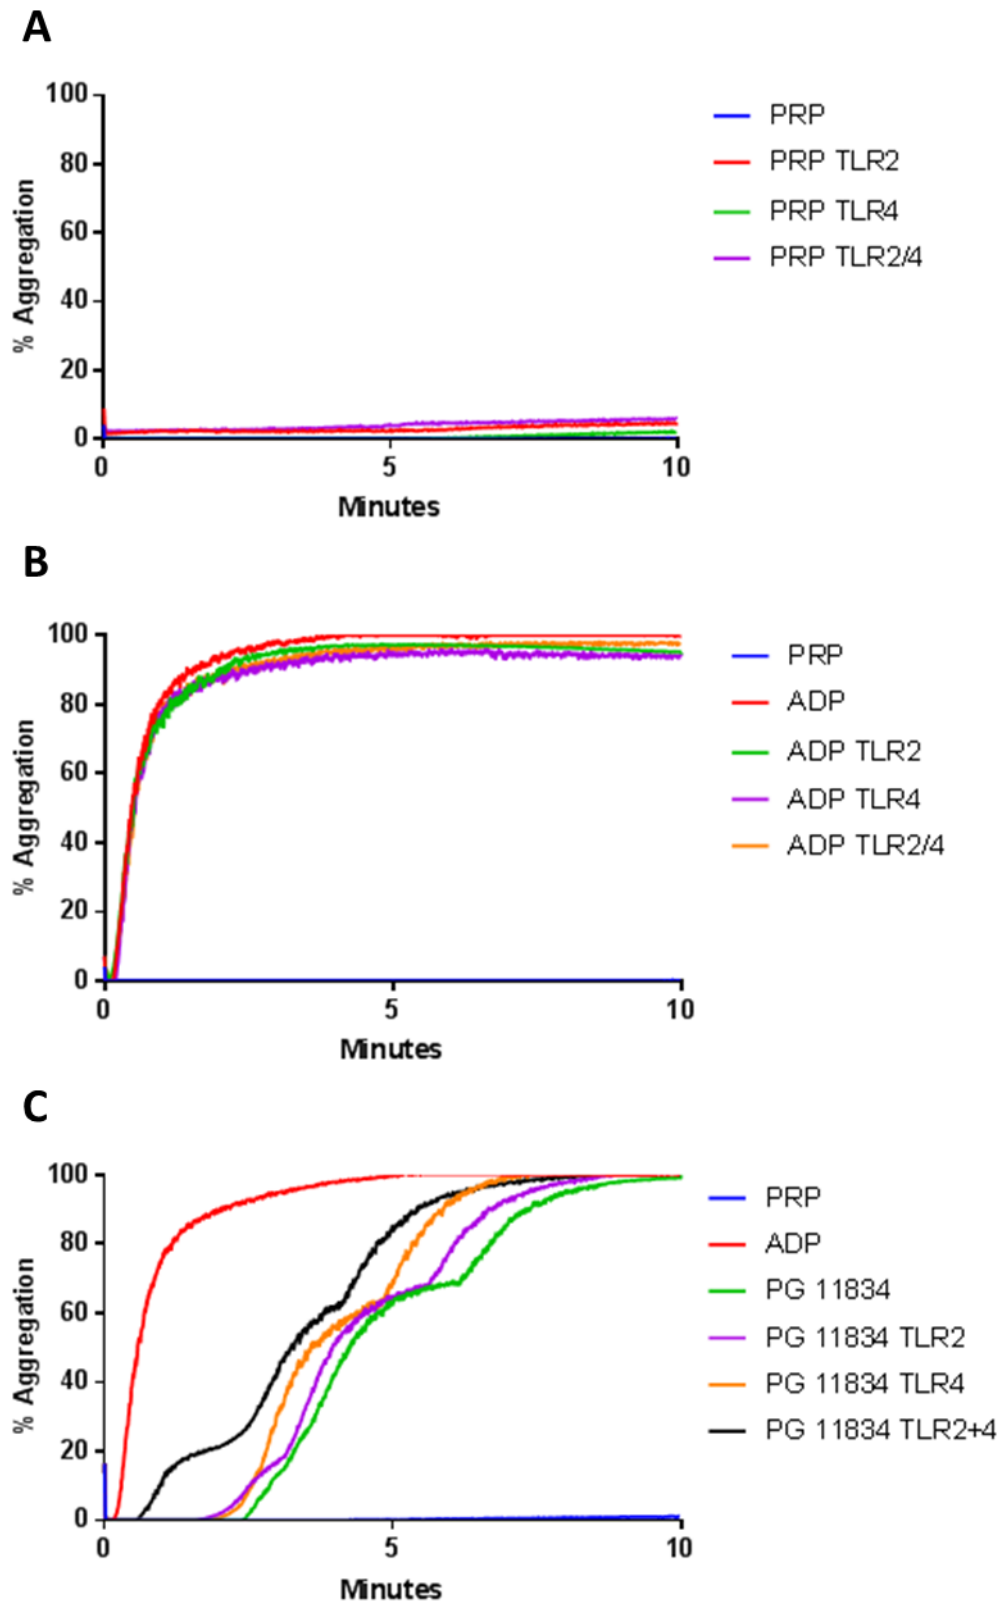 A
100
80
60
40
20
0
% Aggregation
0 5 10
Minutes
PRP
PRP TLR2
PRP TLR4
PRP TLR2/4
B
100
80
60
40
20
0
% Aggregation
0 5 10
Minutes
PRP
ADP
ADP TLR2
ADP TLR4
ADP TLR2/4
C
100
80
60
40
20
0
% Aggregation
0 5 10
Minutes
PRP
ADP
PG 11834
PG 11834 TLR2
PG 11834 TLR4
PG 11834 TLR2+4